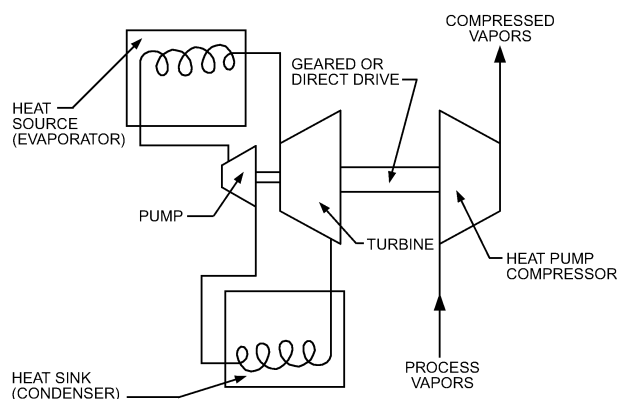 COMPRESSED
VAPORS
GEARED OR
DIRECT DRIVE
HEAT
SOURCE
(EVAPORATOR)
PUMP
TURBINE
HEAT PUMP
COMPRESSOR
PROCESS
VAPORS
HEAT SINK
(CONDENSER)